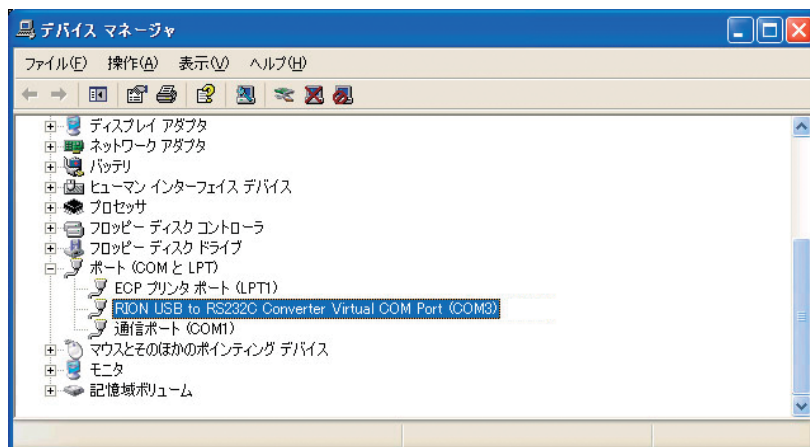 デバイス マネージャ
ファイル(F) 操作(A) 表示(V) ヘルプ(H)
ディスプレイ アダプタ
ネットワーク アダプタ
バッテリ
ヒューマン インターフェイス デバイス
プロセッサ
フロッピー ディスク コントローラ
フロッピー ディスク ドライブ
ポート (COM と LPT)
ECP プリンタ ポート (LPT1)
RION USB to RS232C Converter Virtual COM Port (COM3)
通信ポート (COM1)
マウスとそのほかのポインティング デバイス
モニタ
記憶域ボリューム